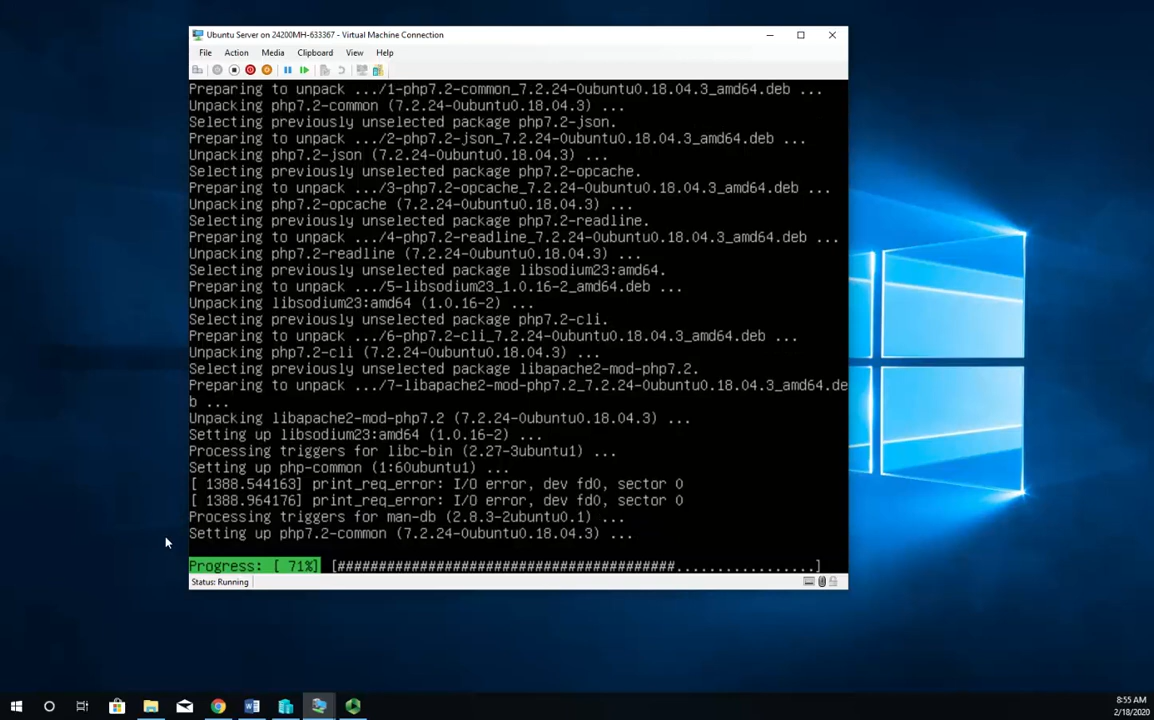 Ubuntu Server on 24200MH-633367 - Virtual Machine Connection
File Action Media Clipboard View Help
Preparing to unpack .../1-php7.2-common_7.2.24-0ubuntu0.18.04.3_amd64.deb ...
Unpacking php7.2-common (7.2.24-0ubuntu0.18.04.3) ...
Selecting previously unselected package php7.2-json.
Preparing to unpack .../2-php7.2-json_7.2.24-0ubuntu0.18.04.3_amd64.deb ...
Unpacking php7.2-json (7.2.24-0ubuntu0.18.04.3) ...
Selecting previously unselected package php7.2-opcache.
Preparing to unpack .../3-php7.2-opcache_7.2.24-0ubuntu0.18.04.3_amd64.deb ...
Unpacking php7.2-opcache (7.2.24-0ubuntu0.18.04.3) ...
Selecting previously unselected package php7.2-readline.
Preparing to unpack .../4-php7.2-readline_7.2.24-0ubuntu0.18.04.3_amd64.deb ...
Unpacking php7.2-readline (7.2.24-0ubuntu0.18.04.3) ...
Selecting previously unselected package libsodium23:amd64.
Preparing to unpack .../5-libsodium23_1.0.16-2_amd64.deb ...
Unpacking libsodium23:amd64 (1.0.16-2) ...
Selecting previously unselected package php7.2-cli.
Preparing to unpack .../6-php7.2-cli_7.2.24-0ubuntu0.18.04.3_amd64.deb ...
Unpacking php7.2-cli (7.2.24-0ubuntu0.18.04.3) ...
Selecting previously unselected package libapache2-mod-php7.2.
Preparing to unpack .../7-libapache2-mod-php7.2_7.2.24-0ubuntu0.18.04.3_amd64.de
b ...
Unpacking libapache2-mod-php7.2 (7.2.24-0ubuntu0.18.04.3) ...
Setting up libsodium23:amd64 (1.0.16-2) ...
Processing triggers for libc-bin (2.27-3ubuntu1) ...
Setting up php-common (1:60ubuntu1) ...
[ 1388.544163] print_req_error: I/O error, dev fd0, sector 0
[ 1388.964176] print_req_error: I/O error, dev fd0, sector 0
Processing triggers for man-db (2.8.3-2ubuntu0.1) ...
Setting up php7.2-common (7.2.24-0ubuntu0.18.04.3) ...
Progress: [ 71%] [#########################################.................]
Status: Running
8:55 AM
2/18/2020